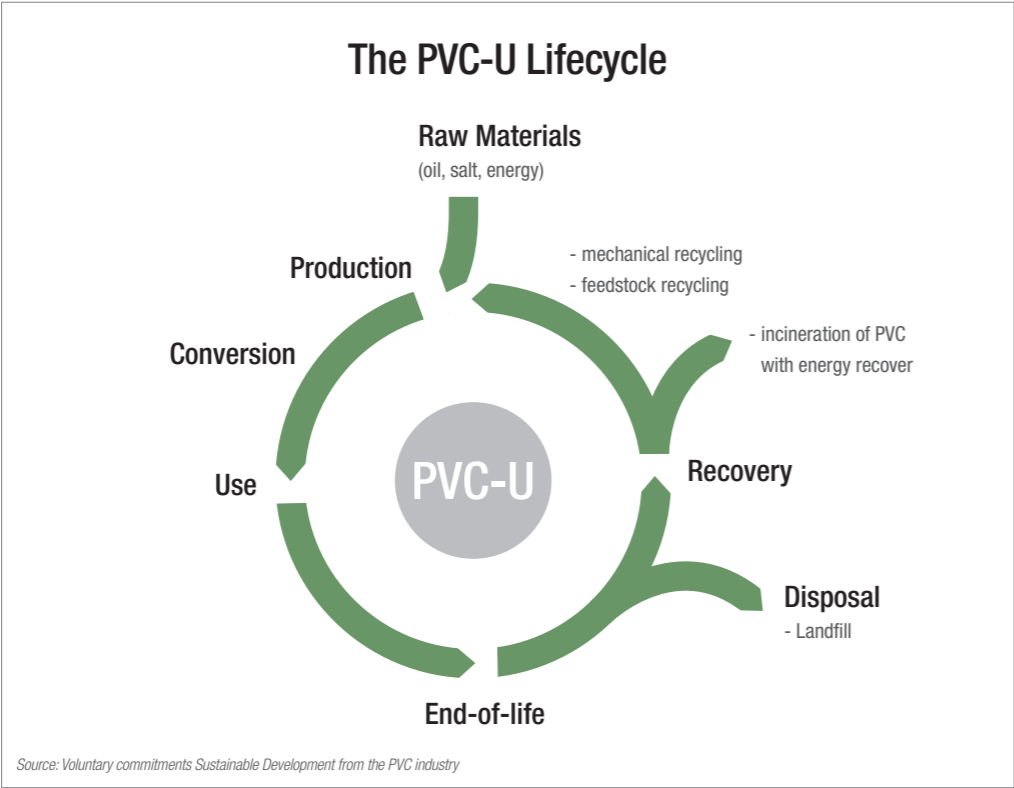 The PVC-U Lifecycle
Raw Materials
(oil, salt, energy)
Production
- mechanical recycling
- feedstock recycling
Conversion
- incineration of PVC
with energy recover
PVC-U
Use
Recovery
Disposal
- Landfill
End-of-life
Source: Voluntary commitments Sustainable Development from the PVC industry